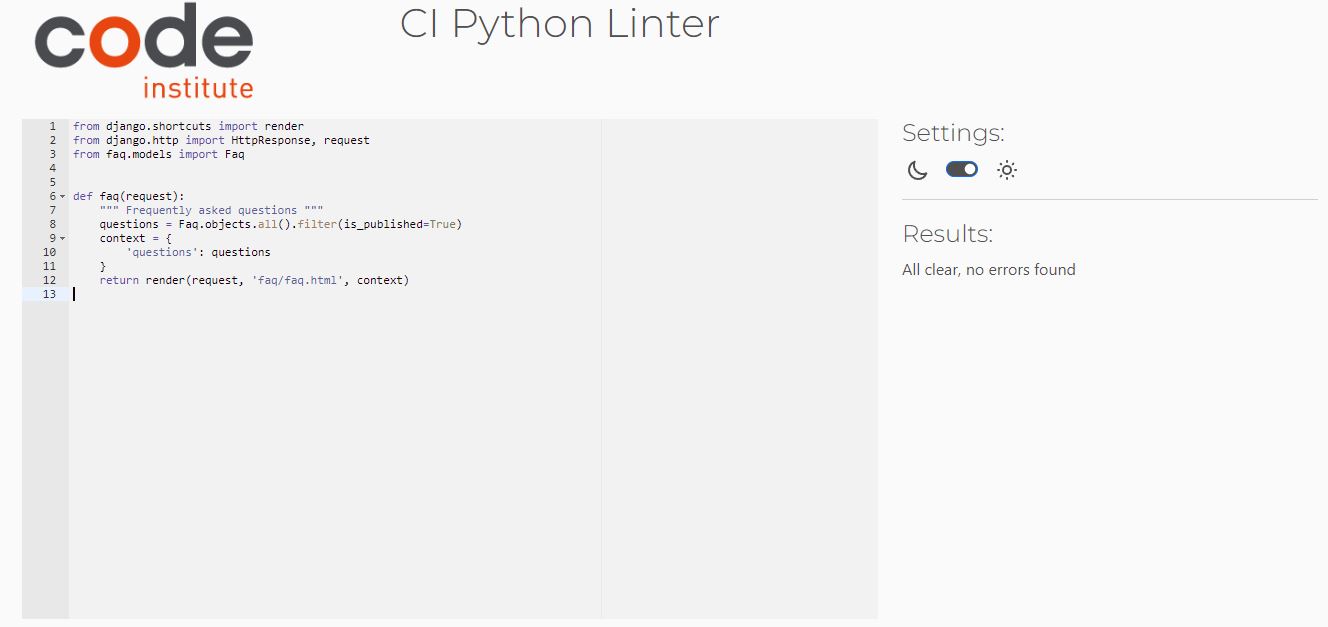 code
institute
CI Python Linter
1 from django.shortcuts import render
2 from django.http import HttpResponse, request
3 from faq.models import Faq
4
5
6 def faq(request):
7     """ Frequently asked questions """
8     questions = Faq.objects.all().filter(is_published=True)
9     context = {
10         'questions': questions
11     }
12     return render(request, 'faq/faq.html', context)
13
Settings:
Results:
All clear, no errors found